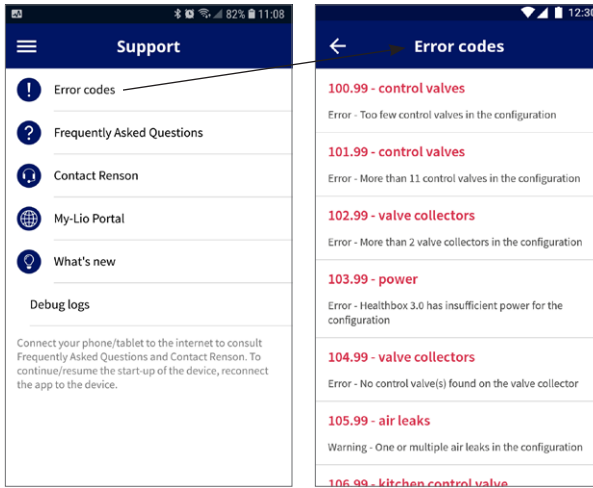 82% 11:08
Support
Error codes
Frequently Asked Questions
Contact Renson
My-Lio Portal
What's new
Debug logs
Connect your phone/tablet to the internet to consult
Frequently Asked Questions and Contact Renson. To
continue/resume the start-up of the device, reconnect
the app to the device.
12:30
Error codes
100.99 - control valves
Error - Too few control valves in the configuration
101.99 - control valves
Error - More than 11 control valves in the configuration
102.99 - valve collectors
Error - More than 2 valve collectors in the configuration
103.99 - power
Error - Healthbox 3.0 has insufficient power for the
configuration
104.99 - valve collectors
Error - No control valve(s) found on the valve collector
105.99 - air leaks
Warning - One or multiple air leaks in the configuration
106.99 - kitchen control valve